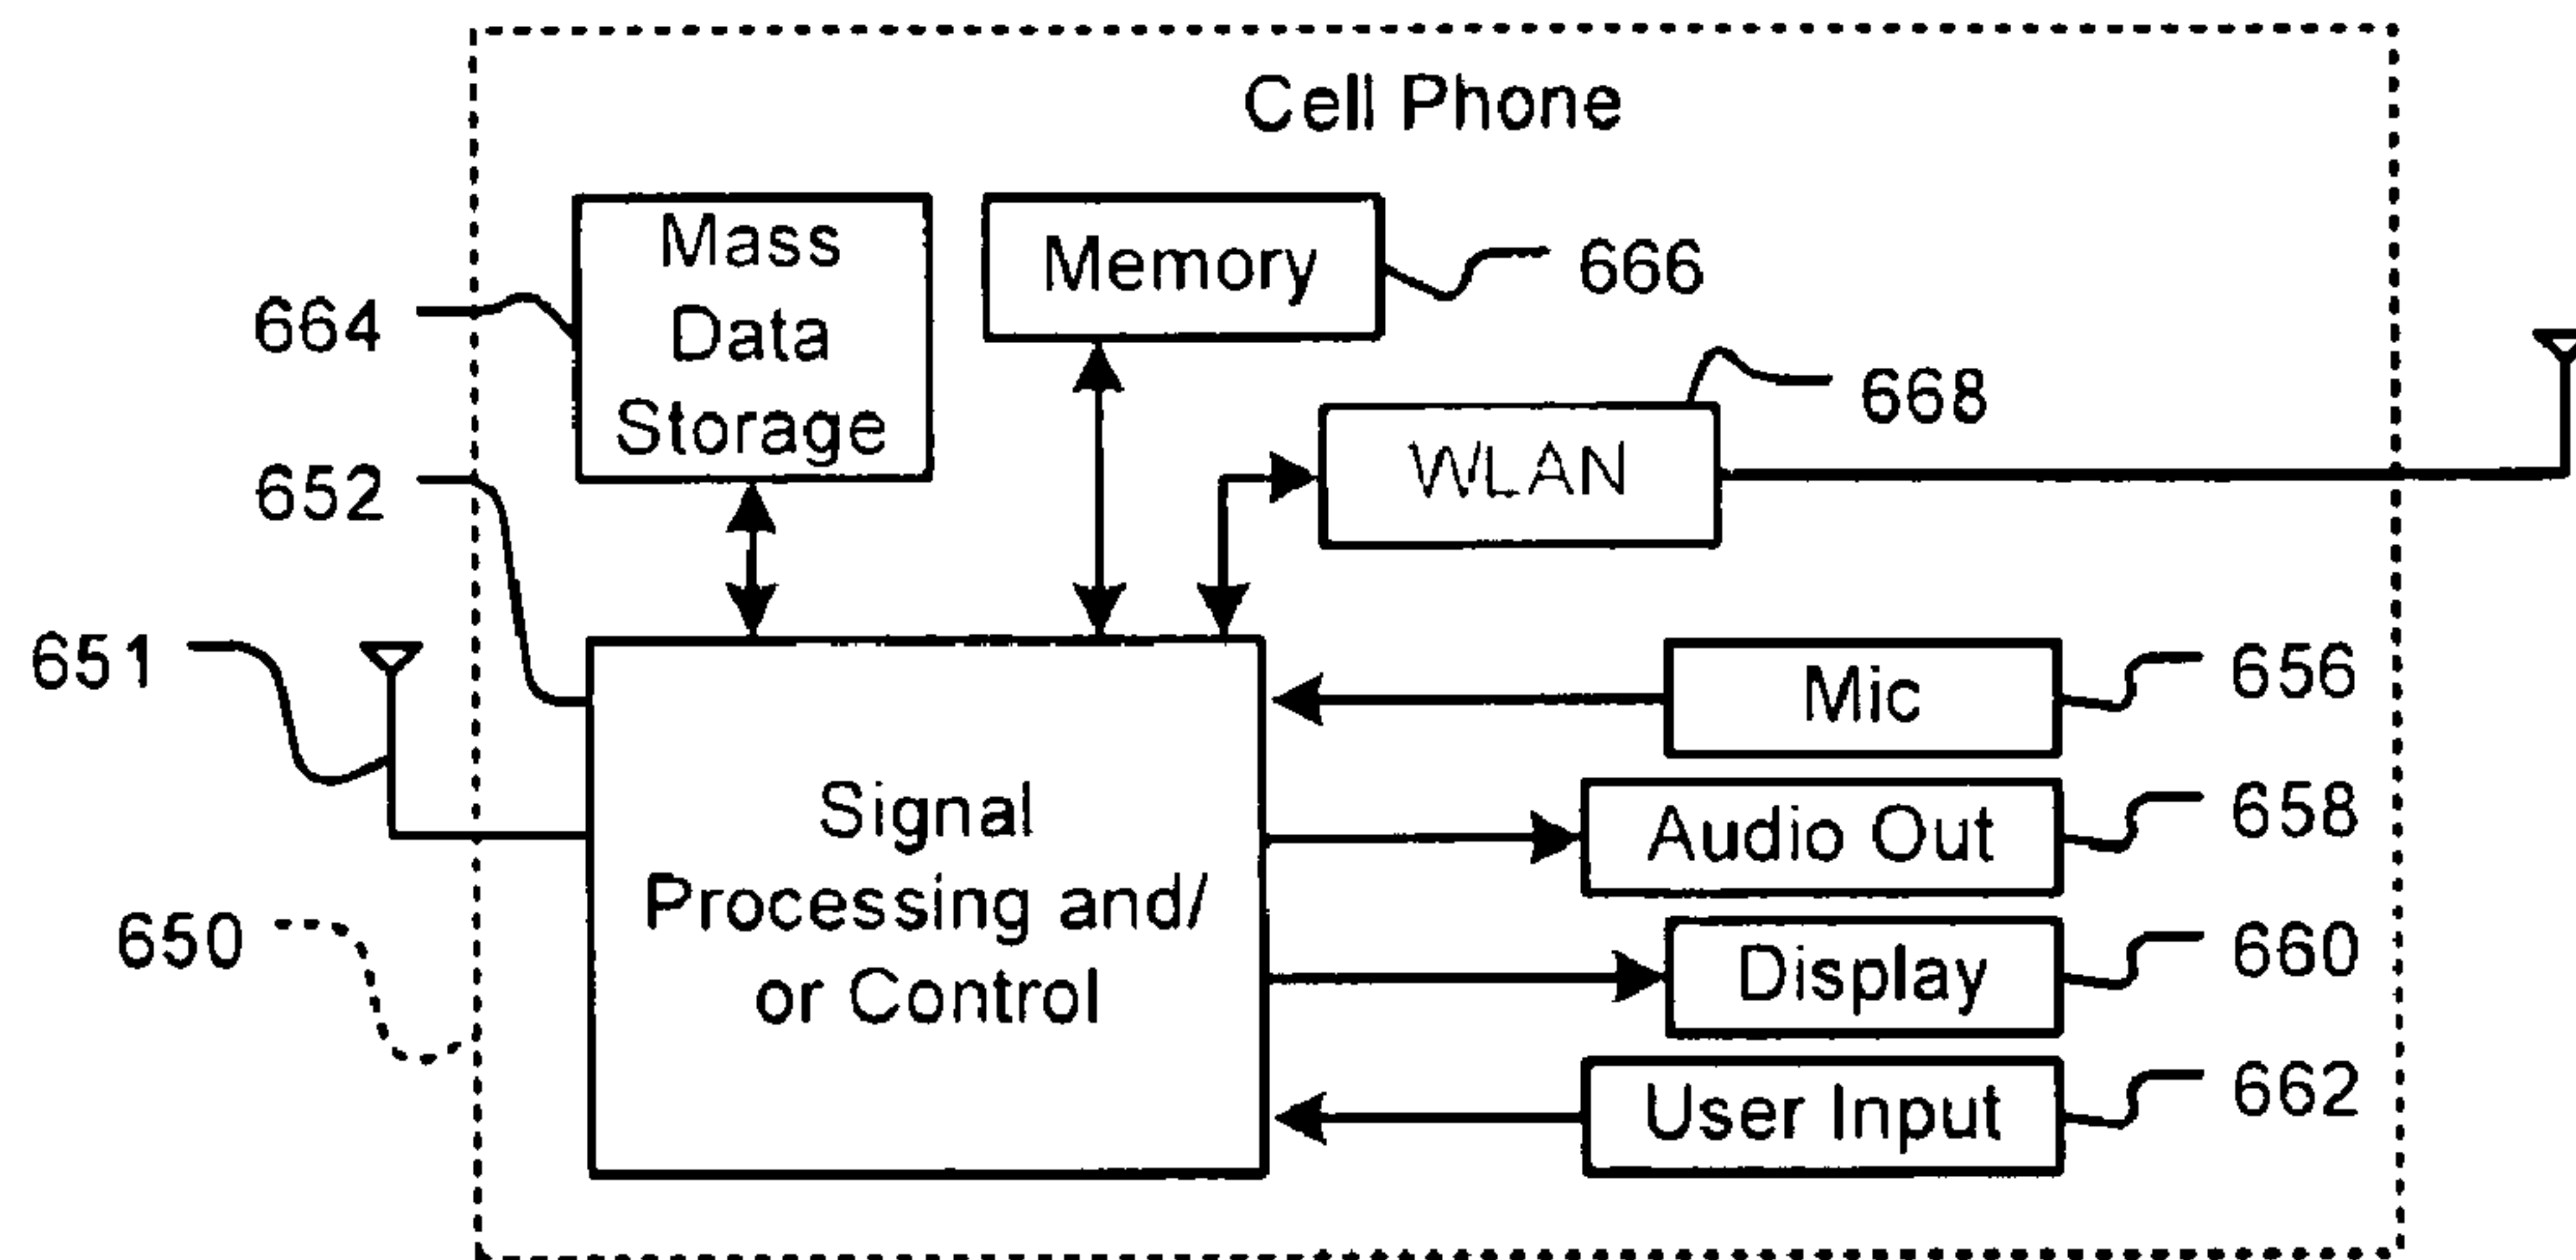 Cell Phone
Mass
Data
Storage
Memory
666
664
WLAN
668
652
651
Mic
656
Signal
Processing and/
or Control
Audio Out
658
650
Display
660
User Input
662